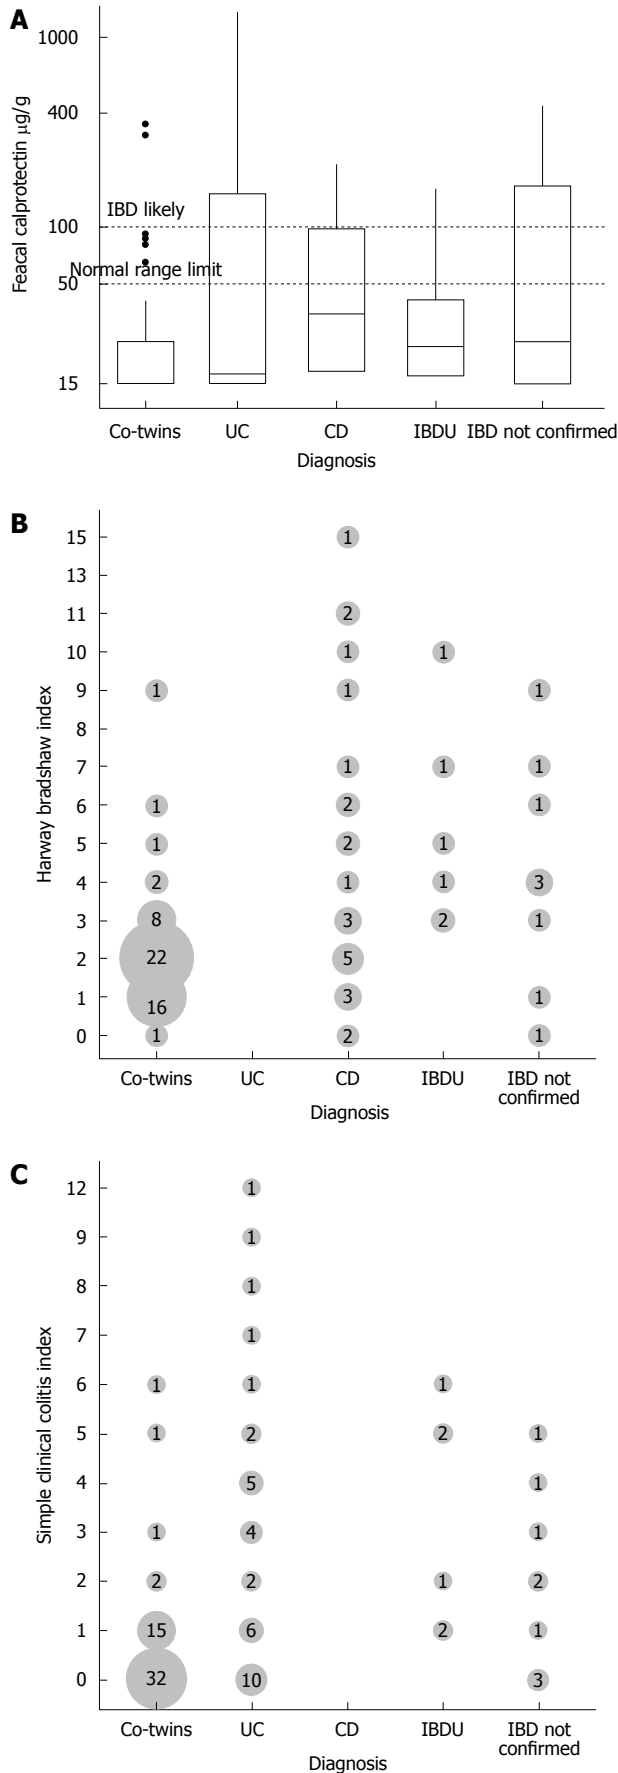 A
1000
400
100
50
15
Feacal calprotectin μg/g
IBD likely
Normal range limit
Co-twins UC CD IBDU IBD not confirmed
Diagnosis
B
15 1
13
11 2
10 1 1
9 1 1 1
8
7 1 1 1
6 1 2 1
5 1 2 1
4 2 1 1 3
3 8 3 2 1
2 22 5
1 16 3 1
0 1 2 1
Harway bradshaw index
Co-twins UC CD IBDU IBD not
confirmed
Diagnosis
C
12 1
9 1
8 1
7 1
6 1 1 1
5 1 2 2 1
4 5 1
3 1 4 1
2 2 2 1 2
1 15 6 2 1
0 32 10 3
Simple clinical colitis index
Co-twins UC CD IBDU IBD not
confirmed
Diagnosis